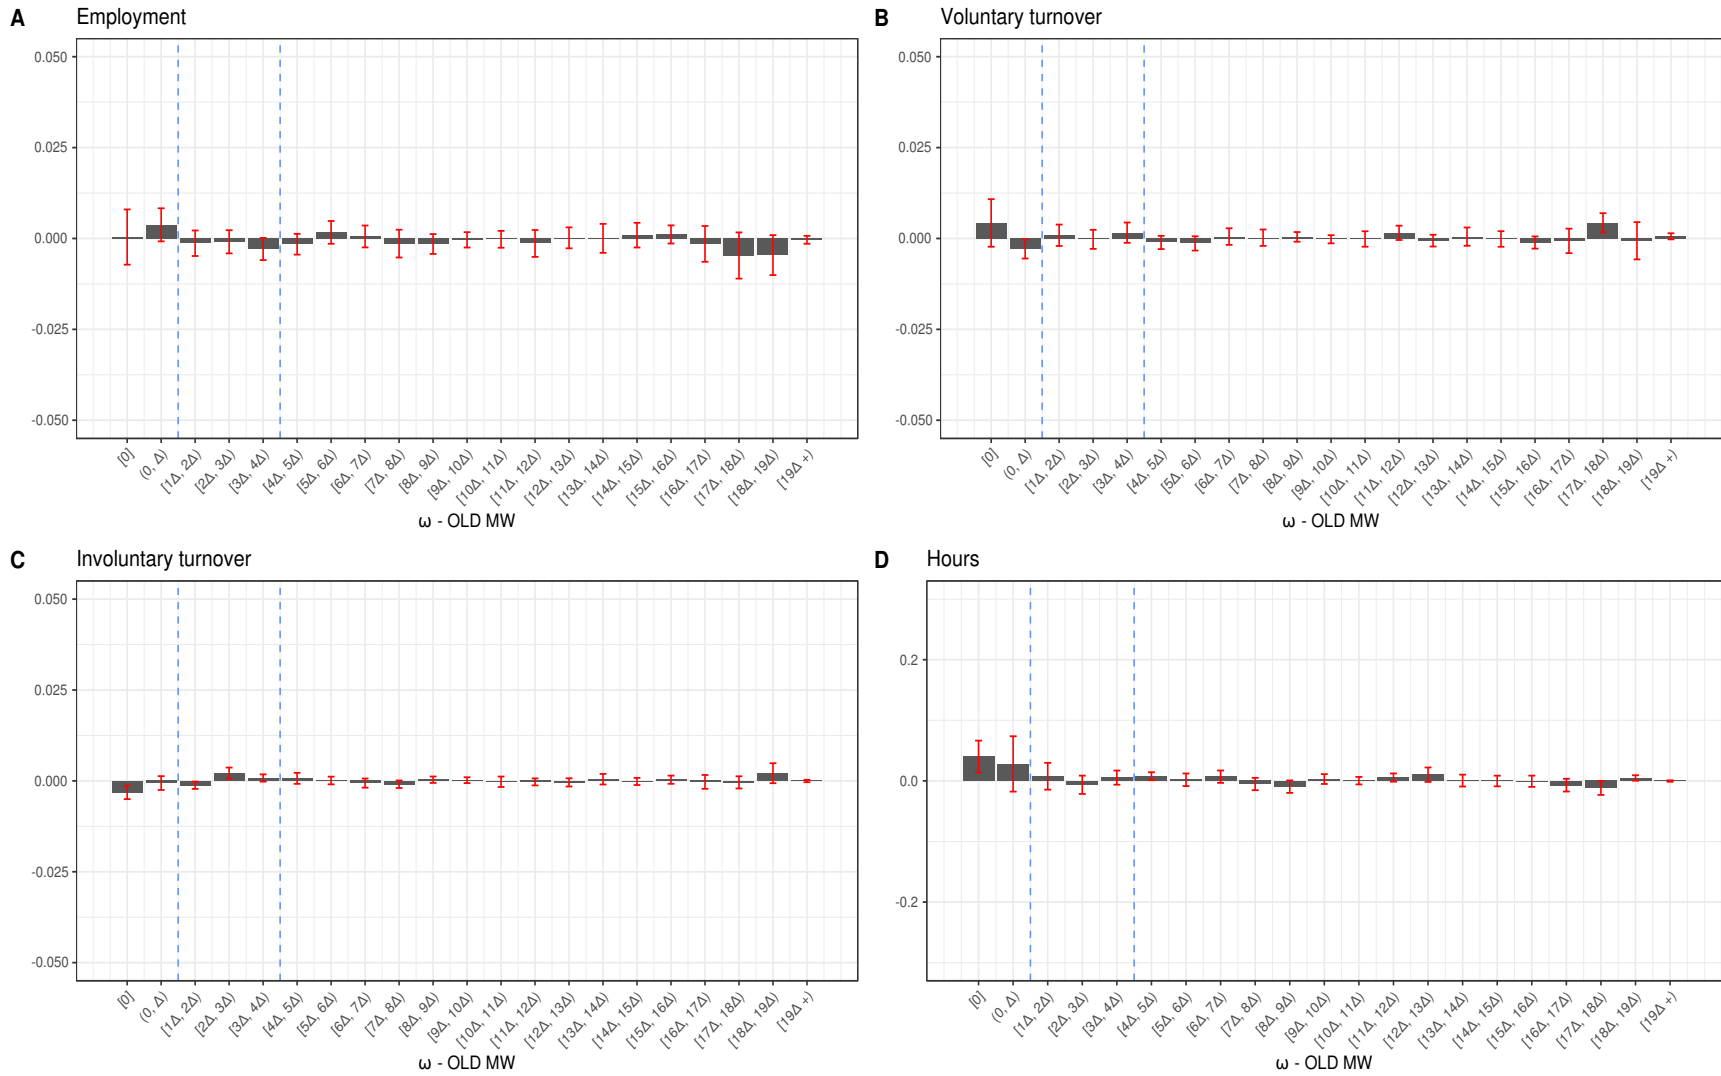 A Employment
0.050
0.025
0.000
-0.025
-0.050
[0]
(0, Δ)
[1Δ, 2Δ)
[2Δ, 3Δ)
[3Δ, 4Δ)
[4Δ, 5Δ)
[5Δ, 6Δ)
[6Δ, 7Δ)
[7Δ, 8Δ)
[8Δ, 9Δ)
[9Δ, 10Δ)
[10Δ, 11Δ)
[11Δ, 12Δ)
[12Δ, 13Δ)
[13Δ, 14Δ)
[14Δ, 15Δ)
[15Δ, 16Δ)
[16Δ, 17Δ)
[17Δ, 18Δ)
[18Δ, 19Δ)
[19Δ +)
ω - OLD MW
B Voluntary turnover
0.050
0.025
0.000
-0.025
-0.050
[0]
(0, Δ)
[1Δ, 2Δ)
[2Δ, 3Δ)
[3Δ, 4Δ)
[4Δ, 5Δ)
[5Δ, 6Δ)
[6Δ, 7Δ)
[7Δ, 8Δ)
[8Δ, 9Δ)
[9Δ, 10Δ)
[10Δ, 11Δ)
[11Δ, 12Δ)
[12Δ, 13Δ)
[13Δ, 14Δ)
[14Δ, 15Δ)
[15Δ, 16Δ)
[16Δ, 17Δ)
[17Δ, 18Δ)
[18Δ, 19Δ)
[19Δ +)
ω - OLD MW
C Involuntary turnover
0.050
0.025
0.000
-0.025
-0.050
[0]
(0, Δ)
[1Δ, 2Δ)
[2Δ, 3Δ)
[3Δ, 4Δ)
[4Δ, 5Δ)
[5Δ, 6Δ)
[6Δ, 7Δ)
[7Δ, 8Δ)
[8Δ, 9Δ)
[9Δ, 10Δ)
[10Δ, 11Δ)
[11Δ, 12Δ)
[12Δ, 13Δ)
[13Δ, 14Δ)
[14Δ, 15Δ)
[15Δ, 16Δ)
[16Δ, 17Δ)
[17Δ, 18Δ)
[18Δ, 19Δ)
[19Δ +)
ω - OLD MW
D Hours
0.2
0.0
-0.2
[0]
(0, Δ)
[1Δ, 2Δ)
[2Δ, 3Δ)
[3Δ, 4Δ)
[4Δ, 5Δ)
[5Δ, 6Δ)
[6Δ, 7Δ)
[7Δ, 8Δ)
[8Δ, 9Δ)
[9Δ, 10Δ)
[10Δ, 11Δ)
[11Δ, 12Δ)
[12Δ, 13Δ)
[13Δ, 14Δ)
[14Δ, 15Δ)
[15Δ, 16Δ)
[16Δ, 17Δ)
[17Δ, 18Δ)
[18Δ, 19Δ)
[19Δ +)
ω - OLD MW